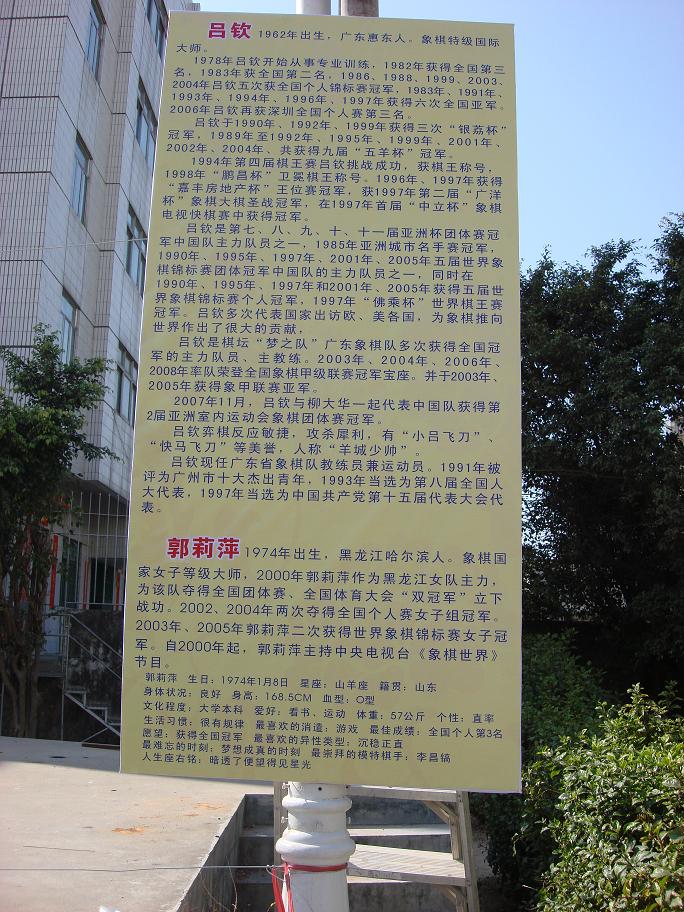 吕钦 1962年出生，广东惠东人。象棋特级国际
大师。
1978年吕钦开始从事专业训练，1982年获得全国第三
名，1983年获全国第二名，1986、1988、1999、2003、
2004年吕钦五次获全国个人锦标赛冠军，1983年、1991年、
1993年、1994年、1996年、1997年获得六次全国亚军。
2006年吕钦再获深圳全国个人赛第三名。
吕钦于1990年、1992年、1999年获得三次“银荔杯”
冠军，1989年至1992年、1995年、1999年、2001年、
2002年、2004年、共获得九届“五羊杯”冠军。
1994年第四届棋王赛吕钦挑战成功，获棋王称号，
1998年“鹏昌杯”卫冕棋王称号。1996年、1997年获得
“嘉丰房地产杯”王位赛冠军，获1997年第二届“广洋
杯”象棋大棋圣战冠军，在1997年首届“中立杯”象棋
电视快棋赛中获得冠军。
吕钦是第七、八、九、十、十一届亚洲杯团体赛冠
军中国队主力队员之一，1985年亚洲城市名手赛冠军，
1990年、1995年、1997年、2001年、2005年五届世界象
棋锦标赛团体冠军中国队的主力队员之一，同时在
1990年、1995年、1997年和2001年、2005年获得五届世
界象棋锦标赛个人冠军，1997年“佛乘杯”世界棋王赛
冠军。吕钦多次代表国家出访欧、美各国，为象棋推向
世界作出了很大的贡献，
吕钦是棋坛“梦之队”广东象棋队多次获得全国冠
军的主力队员、主教练。2003年、2004年、2006年、
2008年率队荣登全国象棋甲级联赛冠军宝座。并于2003年、
2005年获得象甲联赛亚军。
2007年11月，吕钦与柳大华一起代表中国队获得第
2届亚洲室内运动会象棋团体赛冠军。
吕钦弈棋反应敏捷，攻杀犀利，有“小吕飞刀”、
“快马飞刀”等美誉，人称“羊城少帅”。
吕钦现任广东省象棋队教练员兼运动员。1991年被
评为广州市十大杰出青年，1993年当选为第八届全国人
大代表，1997年当选为中国共产党第十五届代表大会代
表。
郭莉萍 1974年出生，黑龙江哈尔滨人。象棋国
家女子等级大师，2000年郭莉萍作为黑龙江女队主力，
为该队夺得全国团体赛、全国体育大会“双冠军”立下
战功。2002、2004年两次夺得全国个人赛女子组冠军。
2003年、2005年郭莉萍二次获得世界象棋锦标赛女子冠
军。自2000年起，郭莉萍主持中央电视台《象棋世界》
节目。
郭莉萍 生日：1974年1月8日 星座：山羊座 籍贯：山东
身体状况：良好 身高：168.5CM 血型：O型
文化程度：大学本科 爱好：看书、运动 体重：57公斤 个性：直率
生活习惯：很有规律 最喜欢的消遣：游戏 最佳成绩：全国个人第3名
愿望：获得全国冠军 最喜欢的异性类型：沉稳正直
最难忘的时刻：梦想成真的时刻 最崇拜的模特棋手：李昌镐
人生座右铭：暗透了便望得见星光